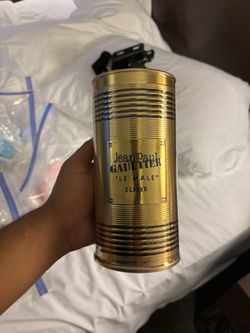 Jean Paul
GAULTIER
"LE MALE"
ELIXIR